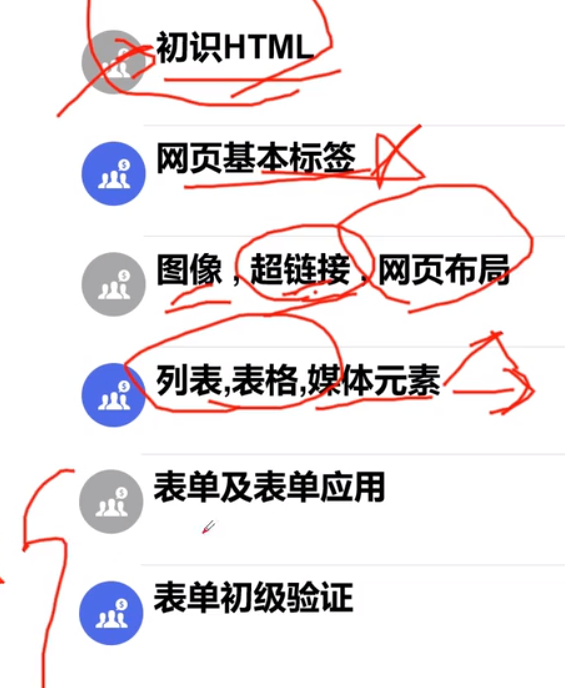 初识HTML
网页基本标签
图像,超链接,网页布局
列表,表格,媒体元素
表单及表单应用
表单初级验证